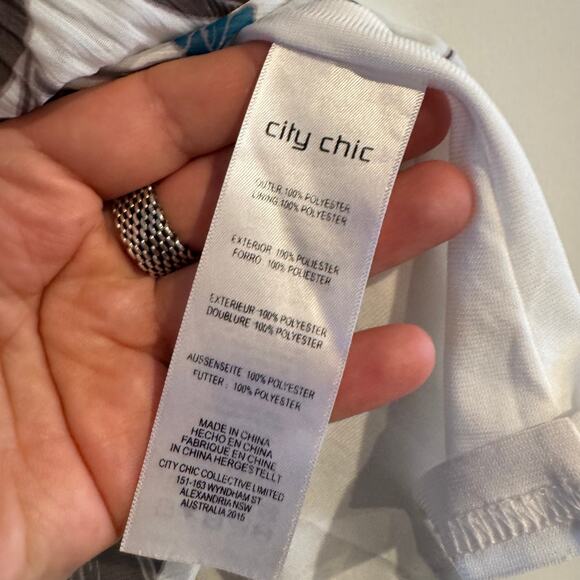 city chic
OUTER 100% POLYESTER
LINING 100% POLYESTER
EXTERIOR 100% POLIESTER
FORRO 100% POLIESTER
EXTERIEUR 100% POLYESTER
DOUBLURE 100% POLYESTER
AUSSENSEITE 100% POLYESTER
FUTTER : 100% POLYESTER
MADE IN CHINA
HECHO EN CHINA
FABRIQUE EN CHINE
IN CHINA HERGESTELLT
CITY CHIC COLLECTIVE LIMITED
151-163 WYNDHAM ST
ALEXANDRIA NSW
AUSTRALIA 2015